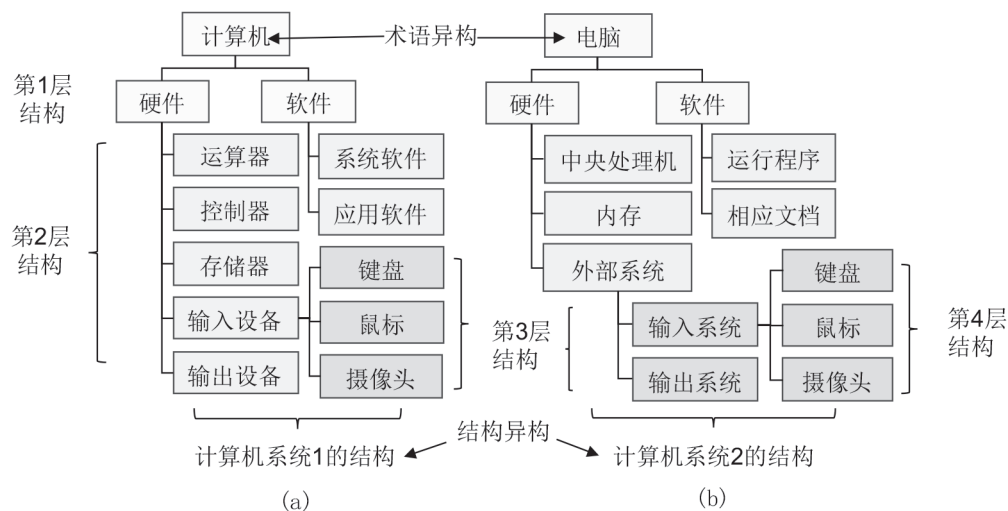 计算机
术语异构
电脑
第1层
结构
硬件
软件
硬件
软件
运算器
系统软件
中央处理机
运行程序
控制器
应用软件
内存
相应文档
第2层
结构
存储器
键盘
外部系统
键盘
输入设备
鼠标
第3层
结构
输入系统
鼠标
第4层
结构
输出设备
摄像头
输出系统
摄像头
结构异构
计算机系统1的结构
计算机系统2的结构
(a)
(b)